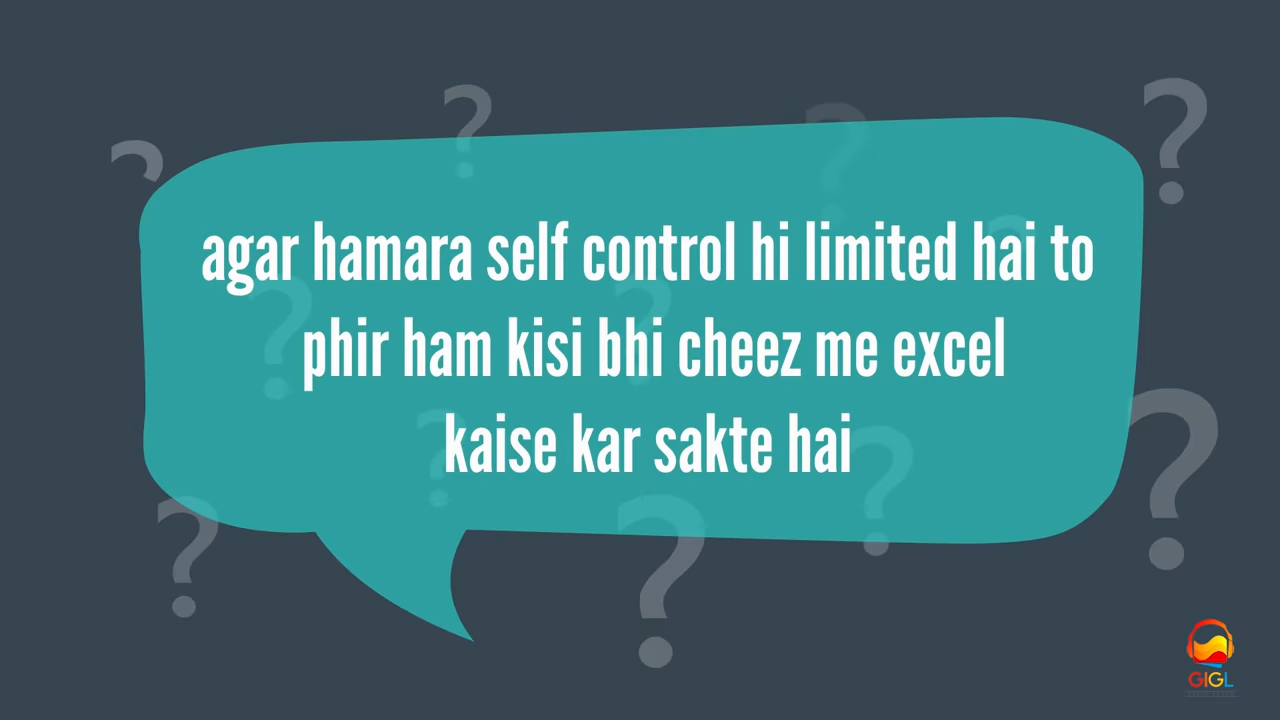 agar hamara self control hi limited hai to
phir ham kisi bhi cheez me excel
kaise kar sakte hai
GIGL